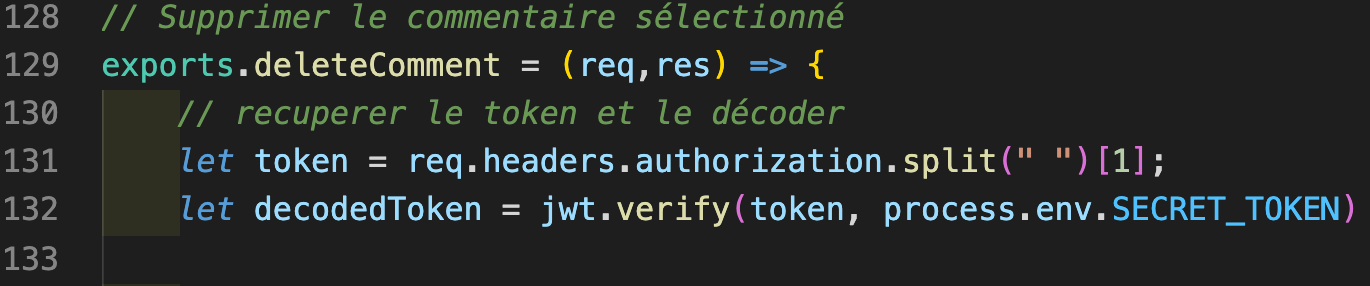 128 // Supprimer le commentaire sélectionné
129 exports.deleteComment = (req,res) => {
130 // recuperer le token et le décoder
131 let token = req.headers.authorization.split(" ")[1];
132 let decodedToken = jwt.verify(token, process.env.SECRET_TOKEN)
133